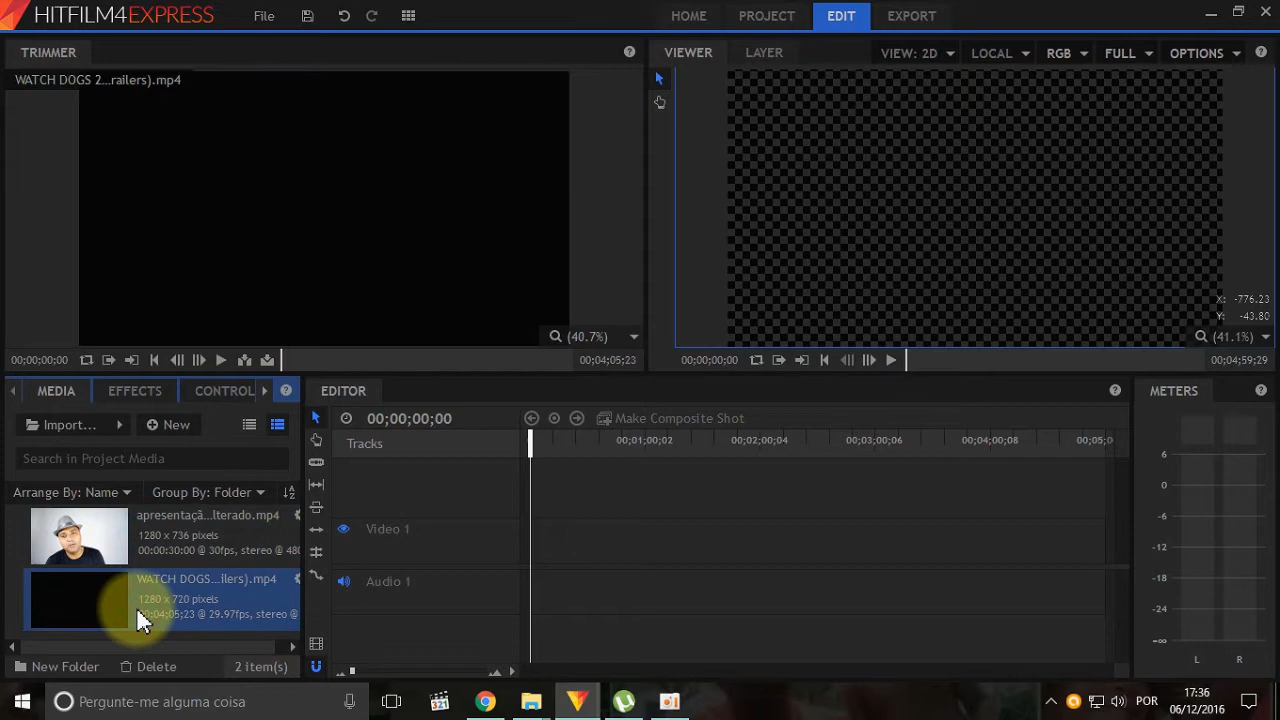 HITFILM4EXPRESS File HOME PROJECT EDIT EXPORT
TRIMMER
VIEWER LAYER VIEW: 2D LOCAL RGB FULL OPTIONS
WATCH DOGS 2...railers).mp4
X: -776.23
Y: -43.80
(40.7%)
(41.1%)
00;00;00;00 00;04;05;23
00;00;00;00 00;04;59;29
MEDIA EFFECTS CONTROL
EDITOR
METERS
Import... New
00;00;00;00 Make Composite Shot
Search in Project Media
Tracks 00;01;00;02 00;02;00;04 00;03;00;06 00;04;00;08 00;05;0
Arrange By: Name Group By: Folder
apresentaçã...lterado.mp4
1280 x 736 pixels
00:00:30:00 @ 30fps, stereo @ 480
WATCH DOGS...ilers).mp4
1280 x 720 pixels
00;04;05;23 @ 29.97fps, stereo @
Video 1
Audio 1
6
0
-6
-12
-18
-24
-∞
L R
New Folder Delete 2 item(s)
Pergunte-me alguma coisa
321
POR
17:36
06/12/2016